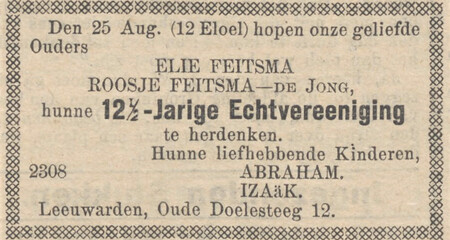 Den 25 Aug. (12 Eloel) hopen onze geliefde
Ouders
ELIE FEITSMA
ROOSJE FEITSMA—DE JONG,
hunne 12½-Jarige Echtvereeniging
te herdenken.
Hunne liefhebbende Kinderen,
2308 ABRAHAM.
IZAäK.
Leeuwarden, Oude Doelesteeg 12.